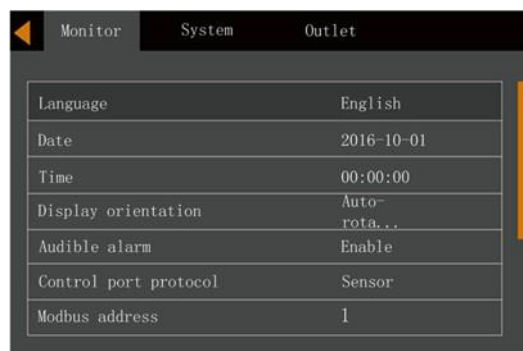 Monitor System Outlet
Language English
Date 2016-10-01
Time 00:00:00
Display orientation Auto-
rota...
Audible alarm Enable
Control port protocol Sensor
Modbus address 1